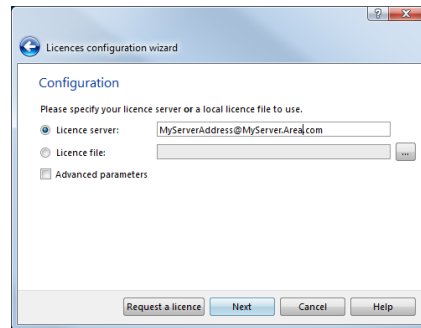 Licences configuration wizard
Configuration
Please specify your licence server or a local licence file to use.
Licence server: MyServerAddress@MyServer.Area.com
Licence file: ...
Advanced parameters
Request a licence Next Cancel Help